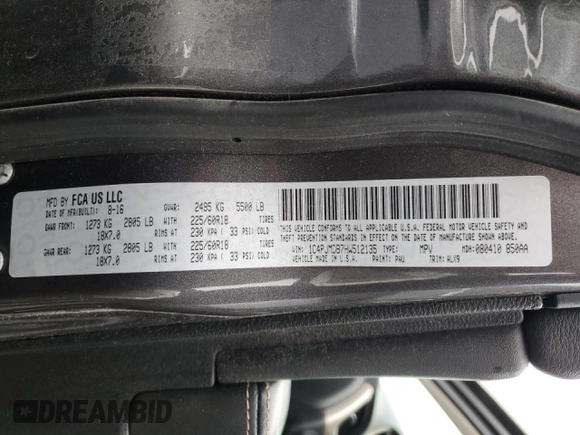 MFD BY FCA US LLC
DATE OF MFR(BUILT): 8-16 GVWR: 2495 KG 5500 LB
GAWR FRONT: 1273 KG 2805 LB WITH 225/60R18 TIRES
18X7.0 AT 230 KPA( 33 PSI) COLD
GAWR REAR: 1273 KG 2805 LB WITH 225/60R18 TIRES
18X7.0 AT 230 KPA( 33 PSI) COLD
THIS VEHICLE CONFORMS TO ALL APPLICABLE U.S.A. FEDERAL MOTOR VEHICLE SAFETY AND
THEFT PREVENTION STANDARDS IN EFFECT ON THE DATE OF MANUFACTURE SHOWN ABOVE.
VIN: 1C4PJMDB7HW512135 TYPE: MPV MDH:080410 850AA
VEHICLE MADE IN U.S.A. PAINT: PAU TRIM: HLX9
DREAMBID